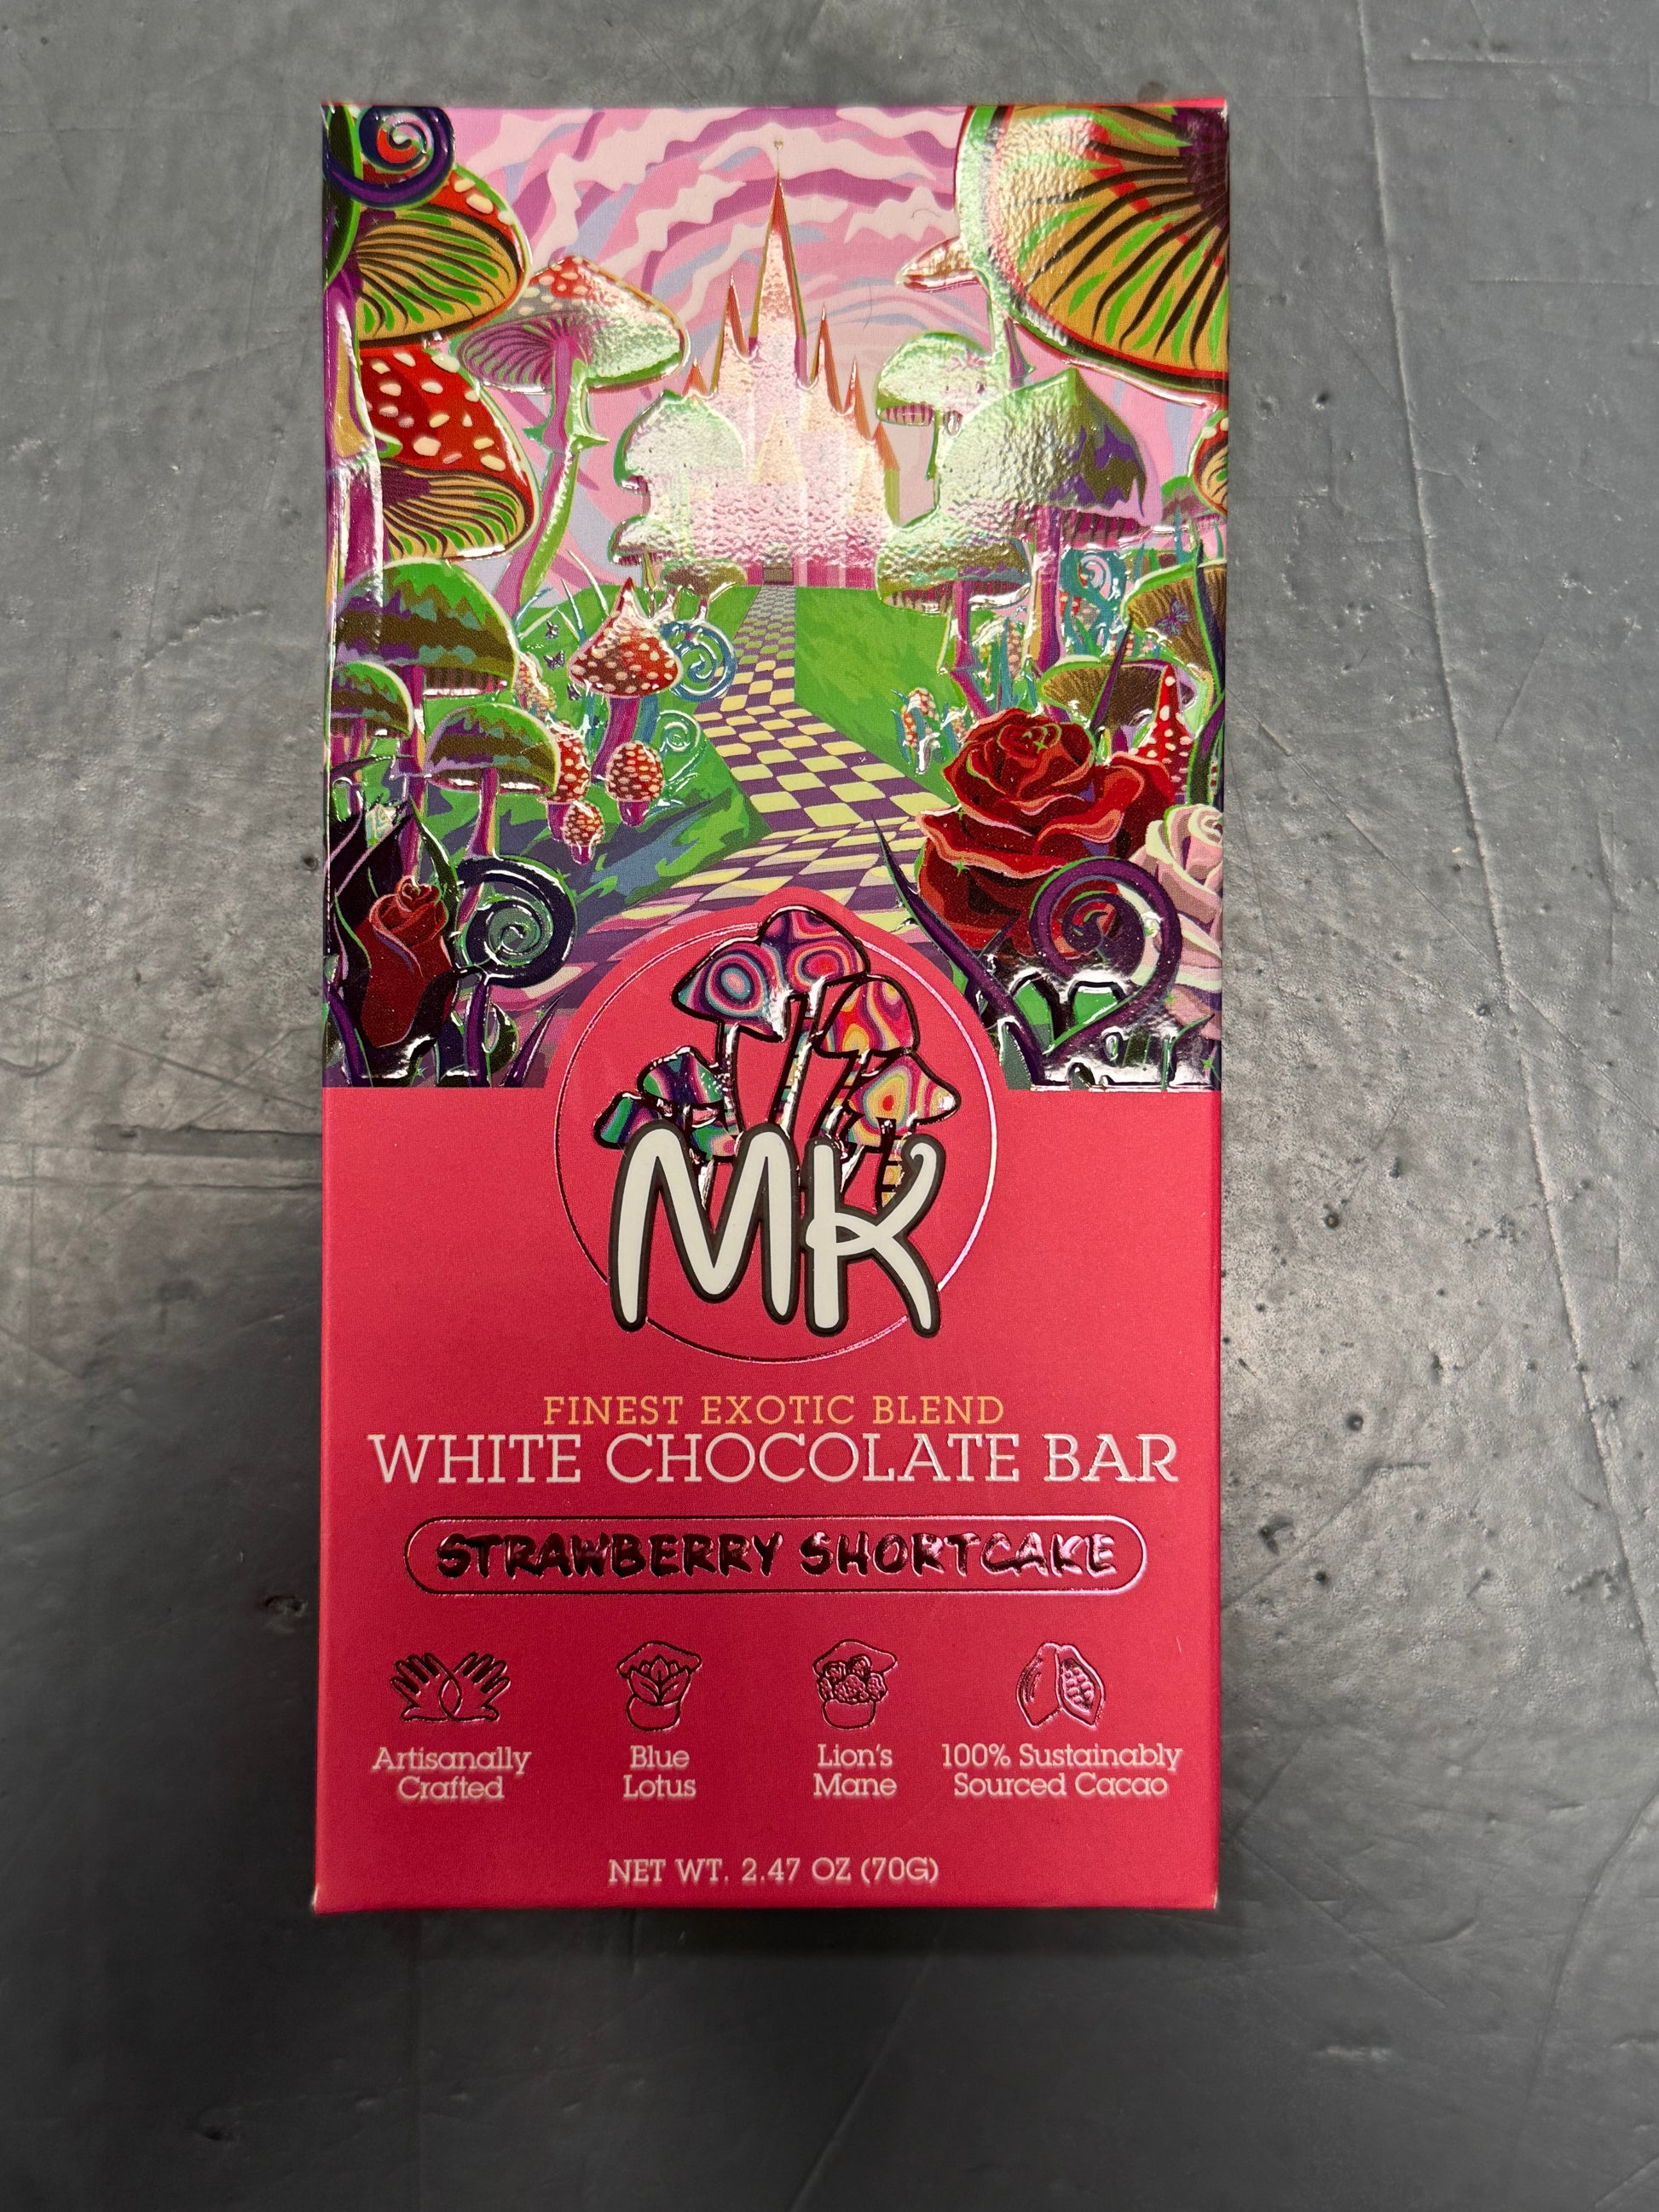 MK
FINEST EXOTIC BLEND
WHITE CHOCOLATE BAR
STRAWBERRY SHORTCAKE
Artisanally
Crafted
Blue
Lotus
Lion's
Mane
100% Sustainably
Sourced Cacao
NET WT. 2.47 OZ (70G)